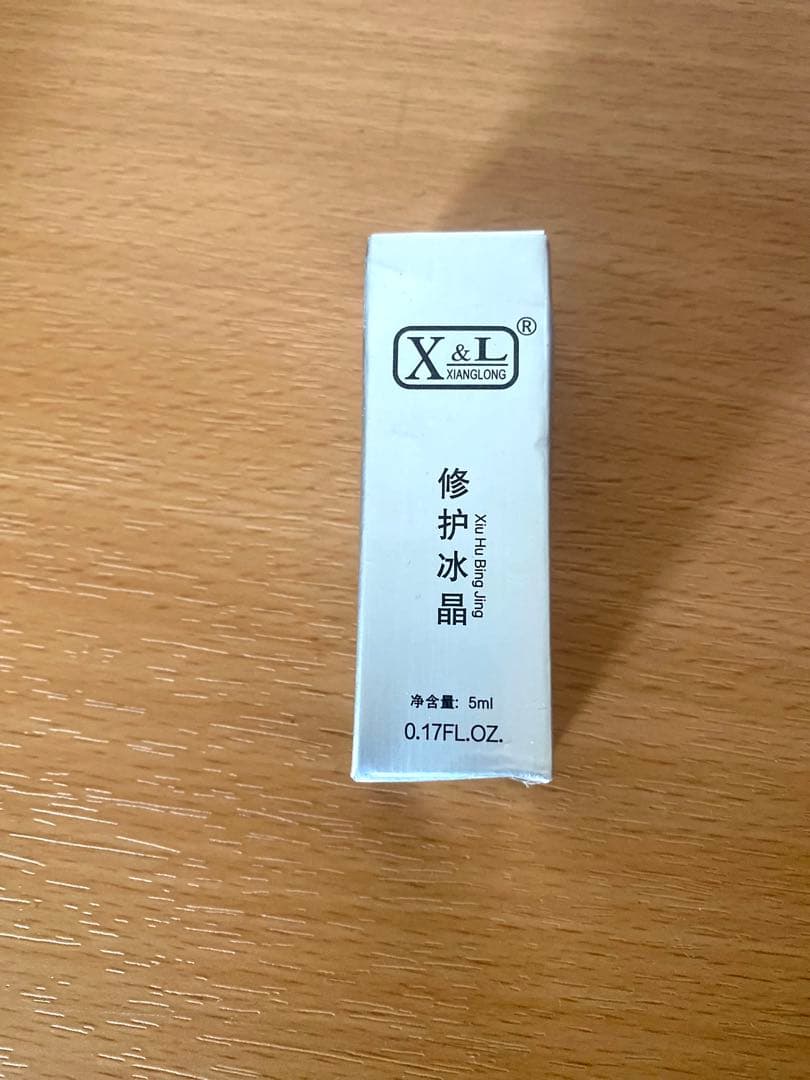 X&L®
XIANGLONG
修护冰晶
Xiu Hu Bing Jing
净含量: 5ml
0.17FL.OZ.